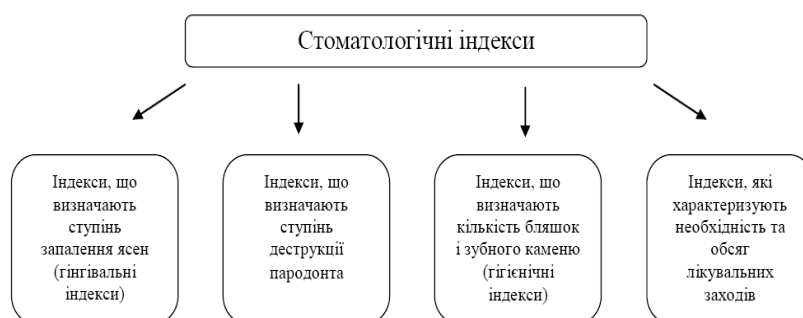 Стоматологічні індекси
Індекси, що
визначають
ступінь
запалення ясен
(гінгівальні
індекси)
Індекси, що
визначають
ступінь
деструкції
пародонта
Індекси, що
визначають
кількість бляшок
і зубного каменю
(гігієнічні
індекси)
Індекси, які
характеризують
необхідність та
обсяг
лікувальних
заходів